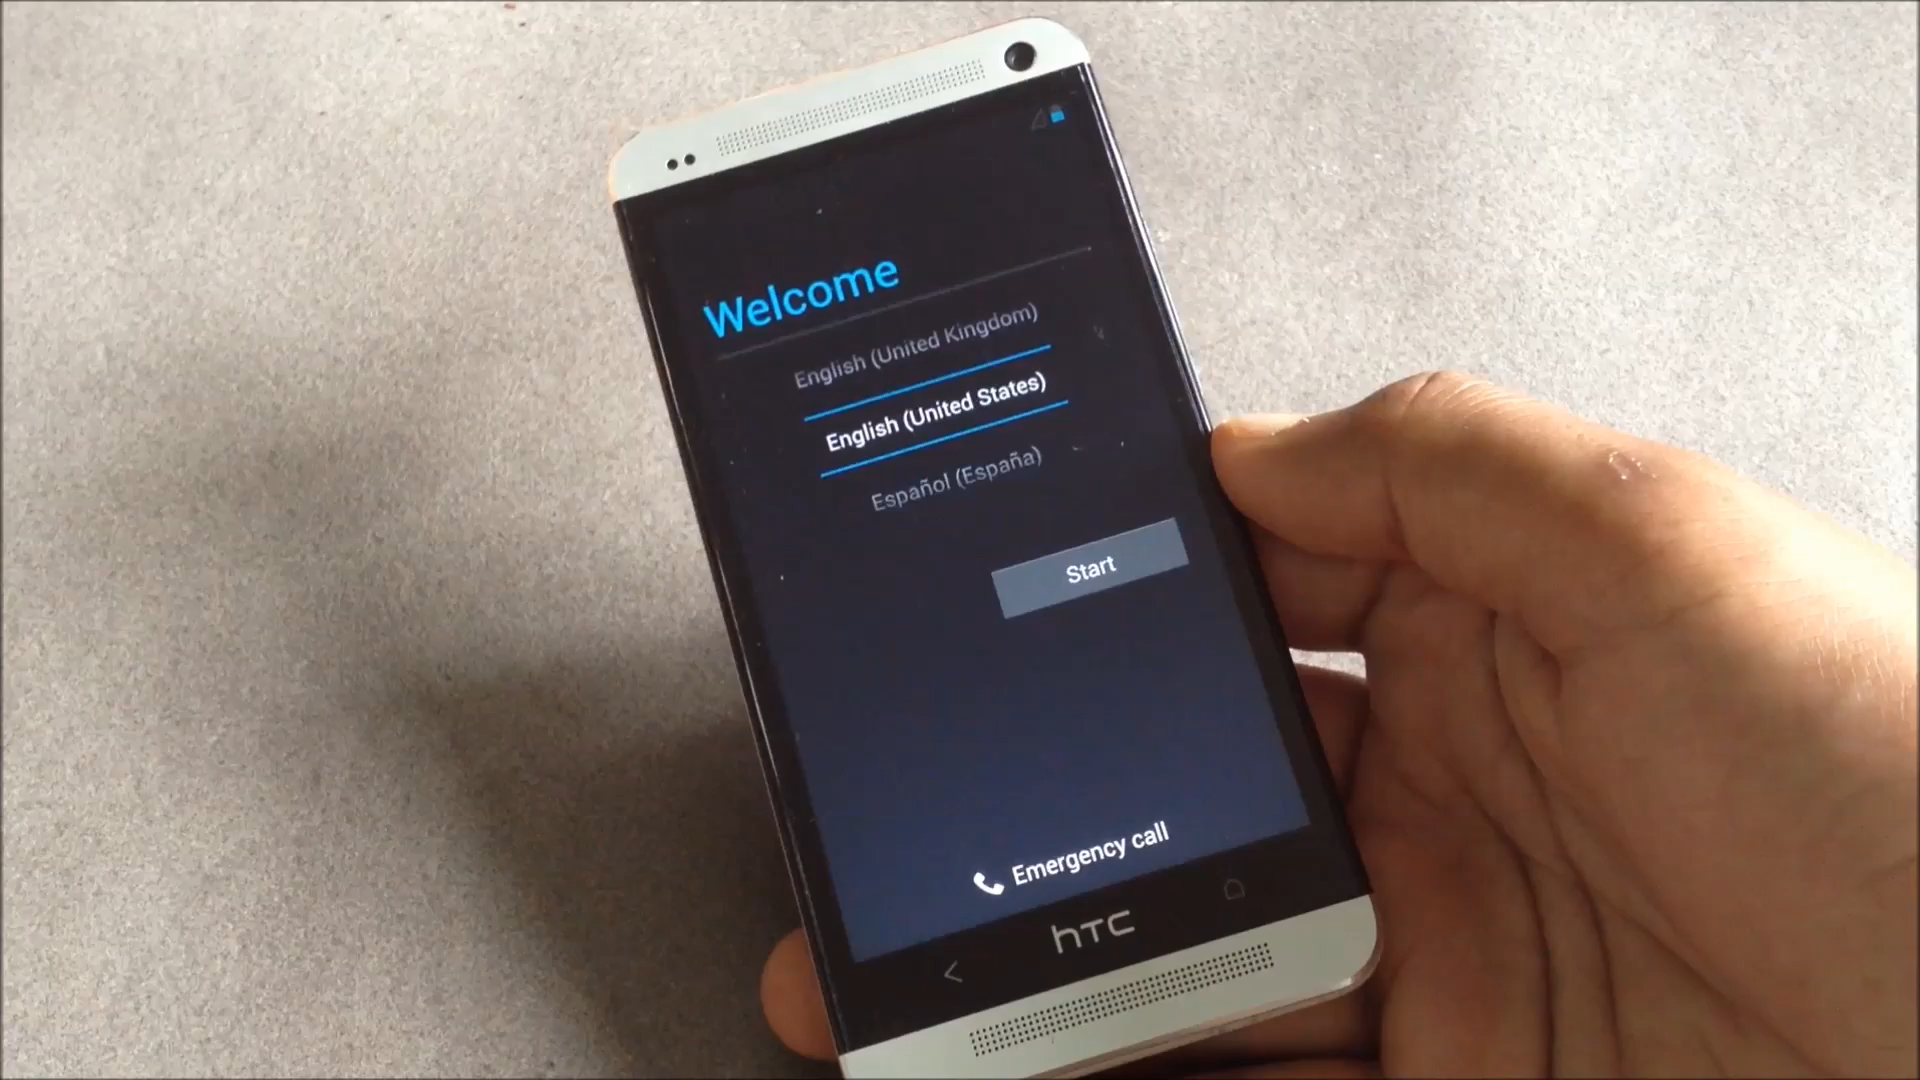 Welcome
English (United Kingdom)
English (United States)
Español (España)
Start
Emergency call
hTC